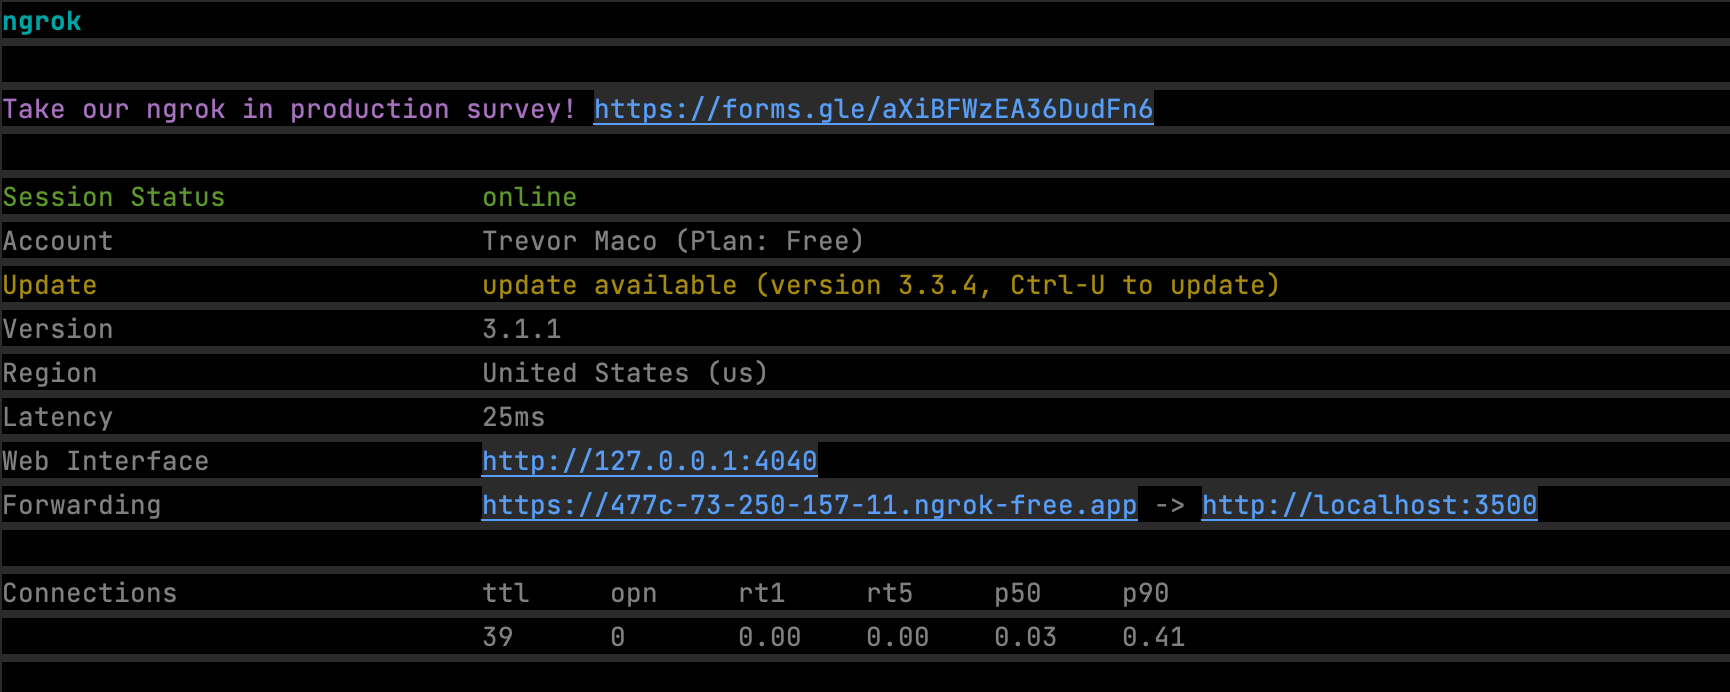 ngrok
Take our ngrok in production survey! https://forms.gle/aXiBFWzEA36DudFn6
Session Status online
Account Trevor Maco (Plan: Free)
Update update available (version 3.3.4, Ctrl-U to update)
Version 3.1.1
Region United States (us)
Latency 25ms
Web Interface http://127.0.0.1:4040
Forwarding https://477c-73-250-157-11.ngrok-free.app -> http://localhost:3500
Connections ttl opn rt1 rt5 p50 p90
39 0 0.00 0.00 0.03 0.41